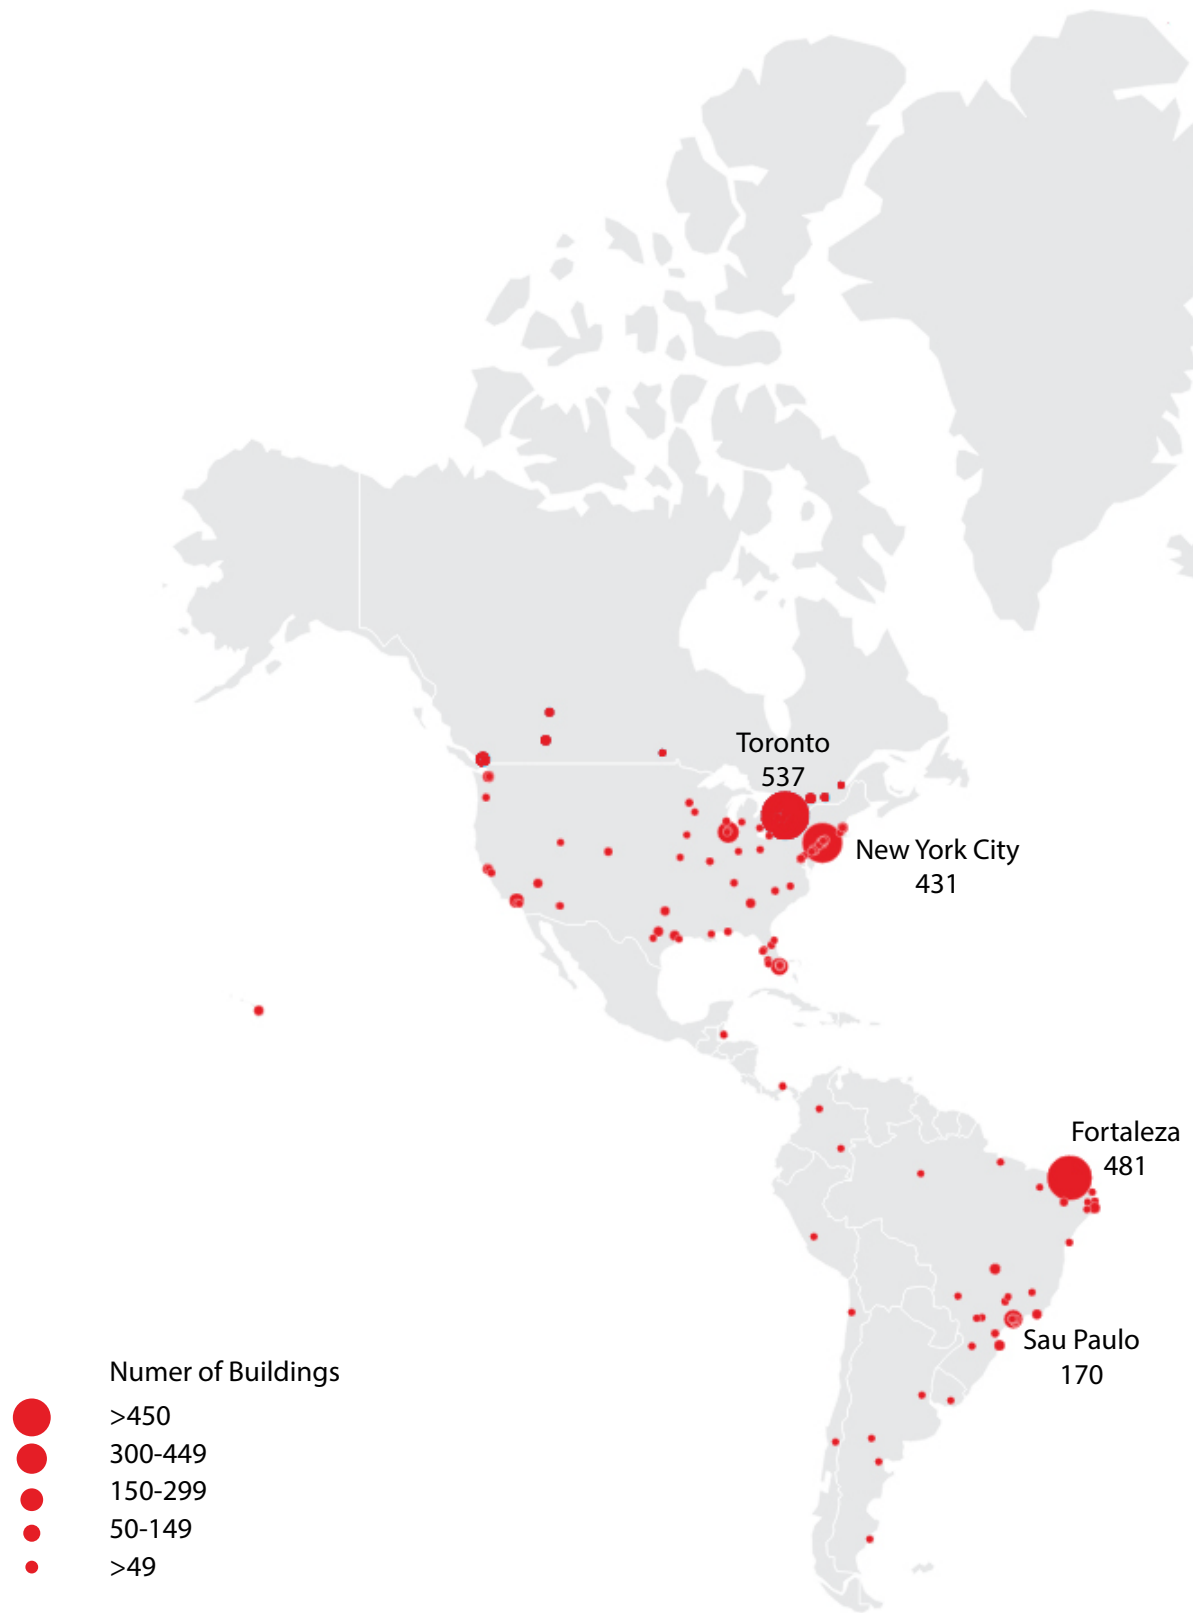 Toronto
537
New York City
431
Fortaleza
481
Sau Paulo
170
Numer of Buildings
>450
300-449
150-299
50-149
>49